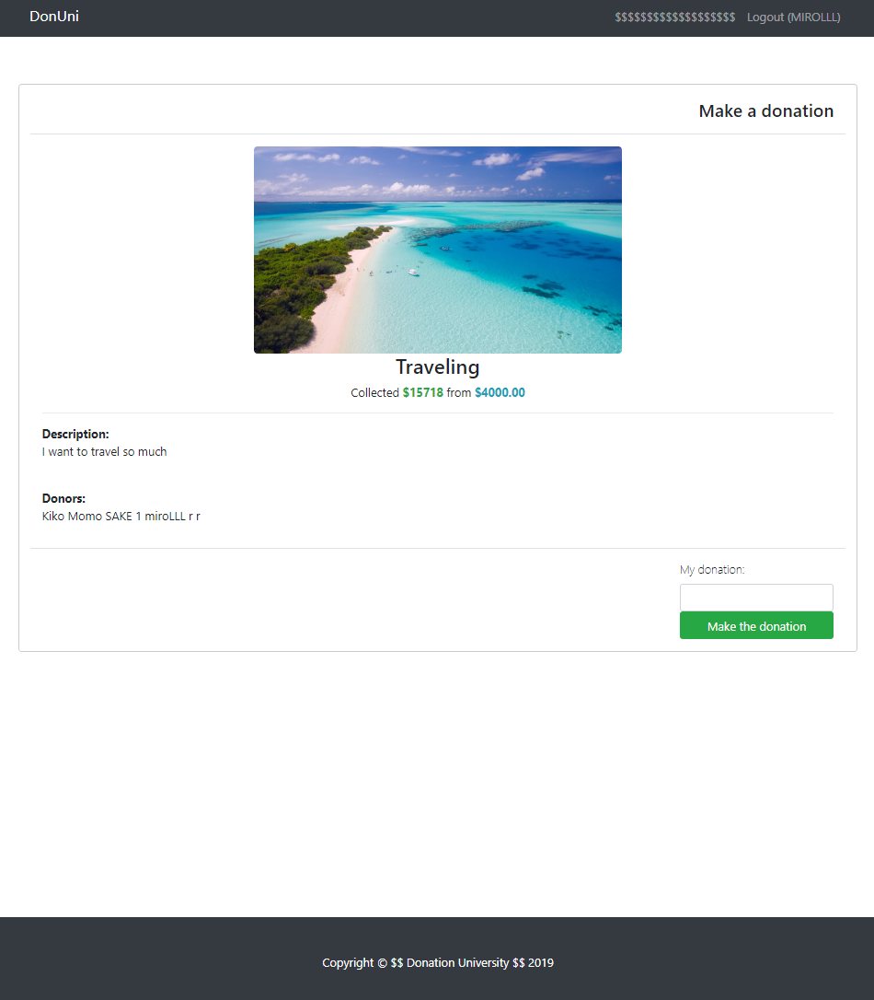 DonUni
$$$$$$$$$$$$$$$$$$$ Logout (MIROLLL)
Make a donation
Traveling
Collected $15718 from $4000.00
Description:
I want to travel so much
Donors:
Kiko Momo SAKE 1 miroLLL r r
My donation:
Make the donation
Copyright © $$ Donation University $$ 2019